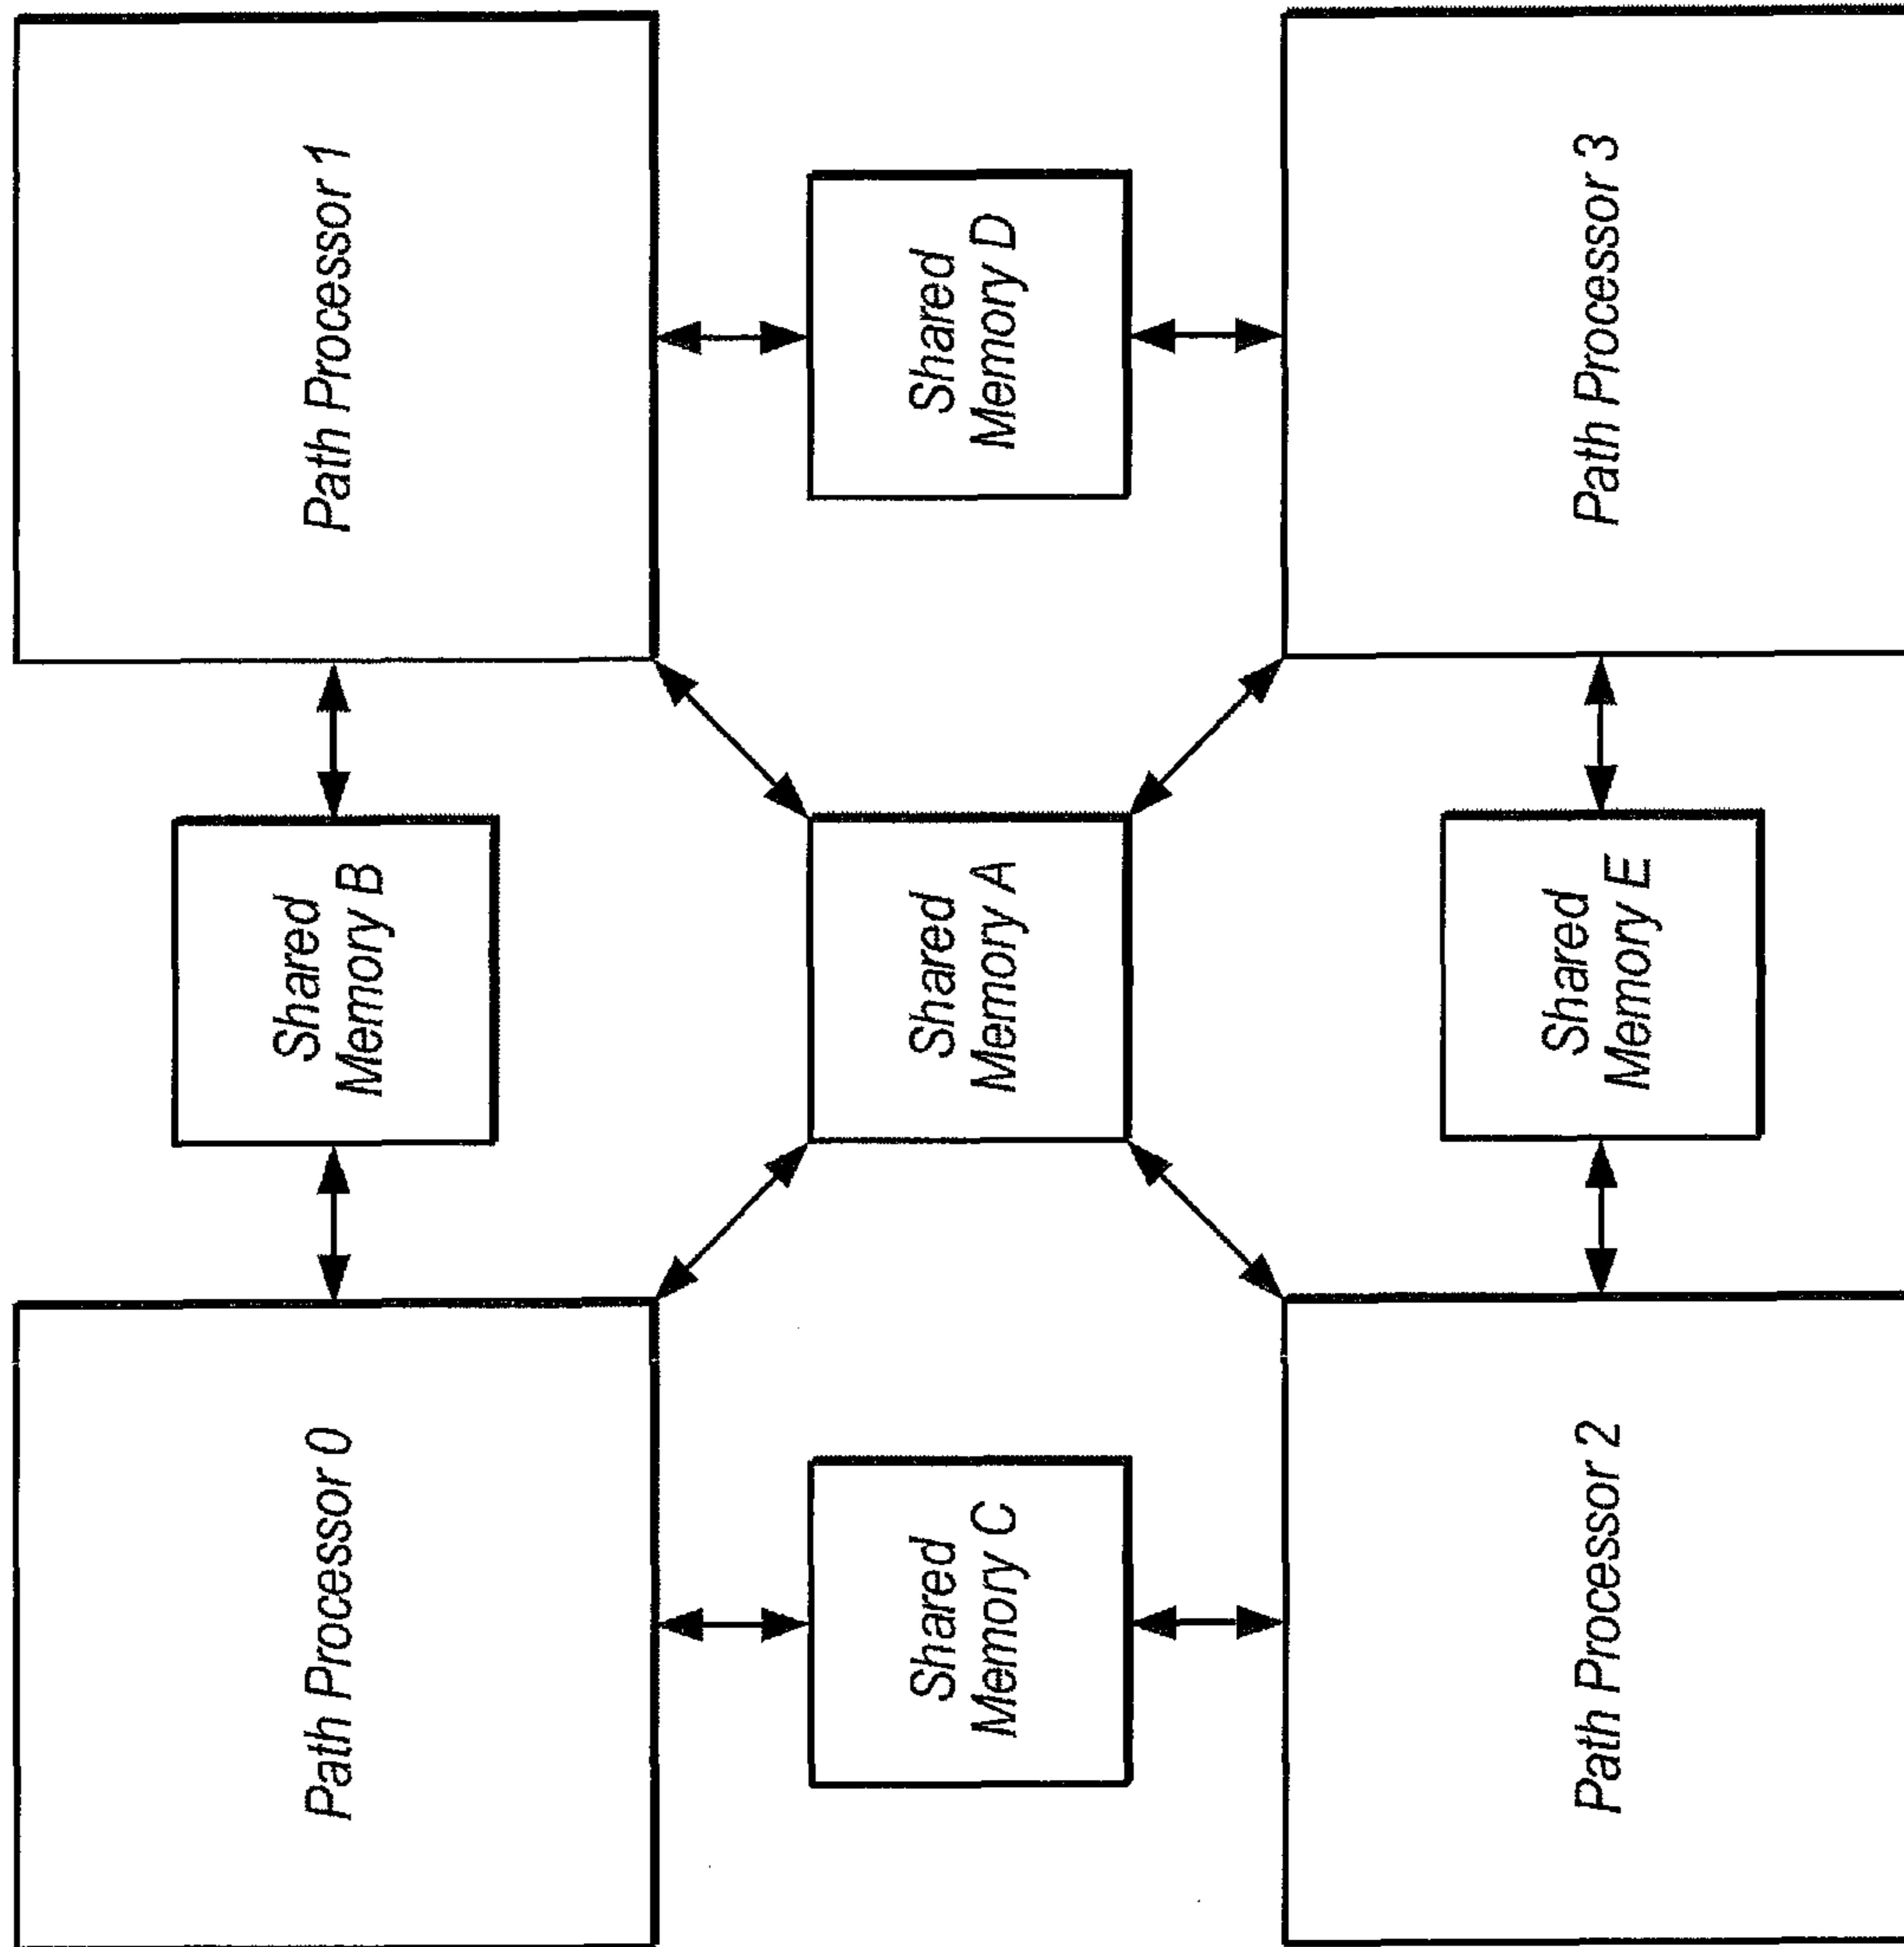 Path Processor 0
Shared
Memory B
Path Processor 1
Shared
Memory C
Shared
Memory A
Shared
Memory D
Path Processor 2
Shared
Memory E
Path Processor 3